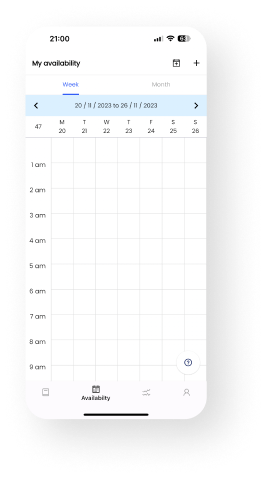 21:00
63
My availability
Week Month
20 / 11 / 2023 to 26 / 11 / 2023
47 M T W T F S S
20 21 22 23 24 25 26
1 am
2 am
3 am
4 am
5 am
6 am
7 am
8 am
9 am
Availabilty